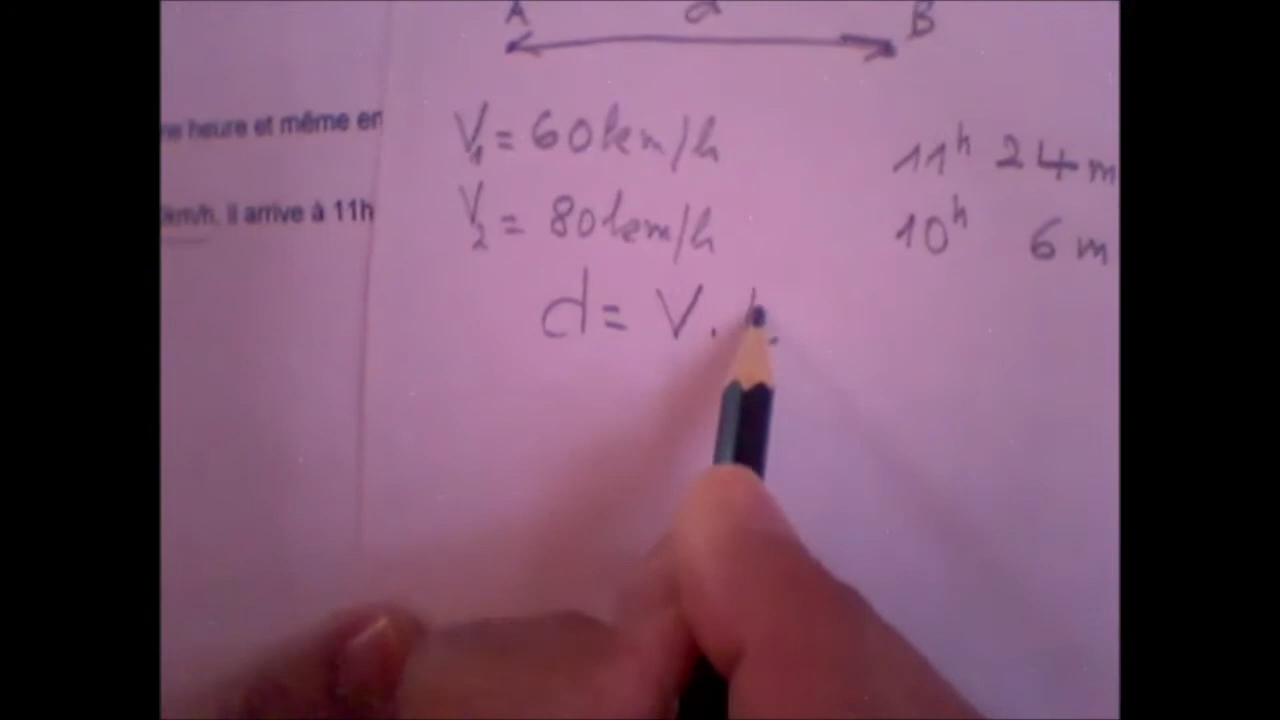 A d B
ne heure et même en
km/h. il arrive à 11h
V1 = 60 km/h
V2 = 80 km/h
11h 24 m
10h 6 m
d = V .